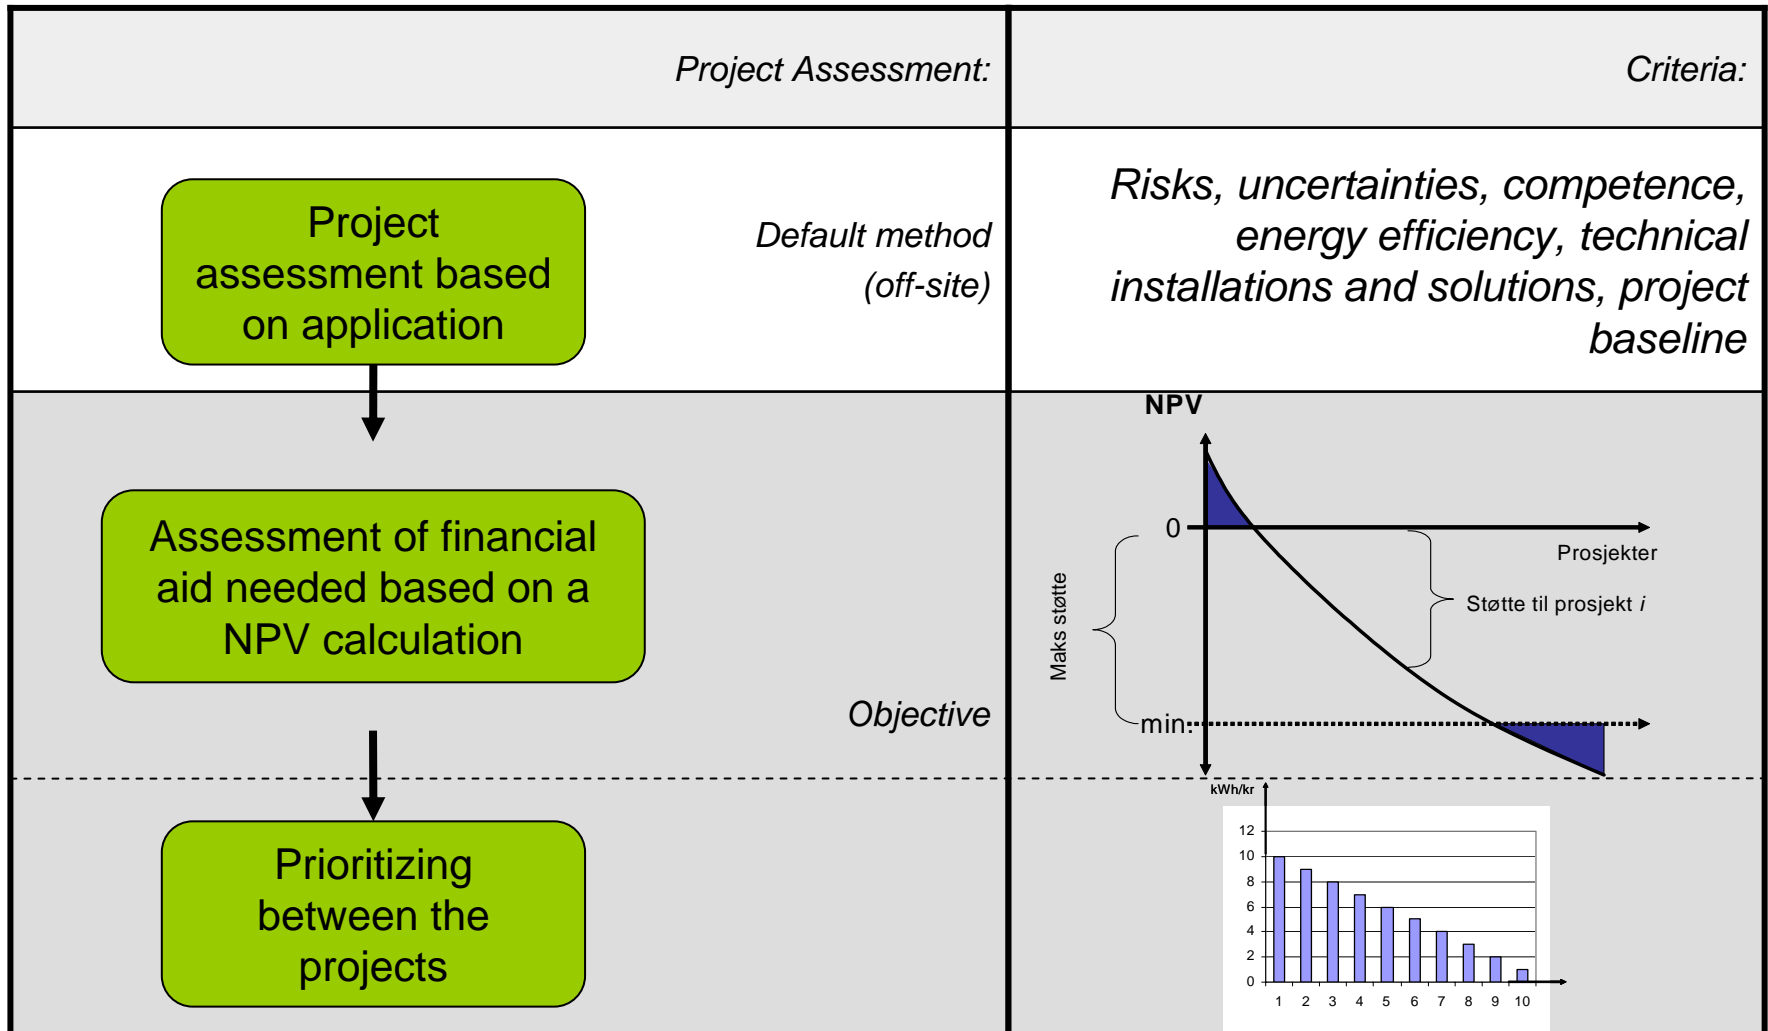 Project Assessment:
Criteria:
Project
assessment based
on application
Default method
(off-site)
Risks, uncertainties, competence,
energy efficiency, technical
installations and solutions, project
baseline
Assessment of financial
aid needed based on a
NPV calculation
Objective
NPV
0
Prosjekter
Maks støtte
Støtte til prosjekt i
min.
Prioritizing
between the
projects
kWh/kr
12
10
8
6
4
2
0
1 2 3 4 5 6 7 8 9 10